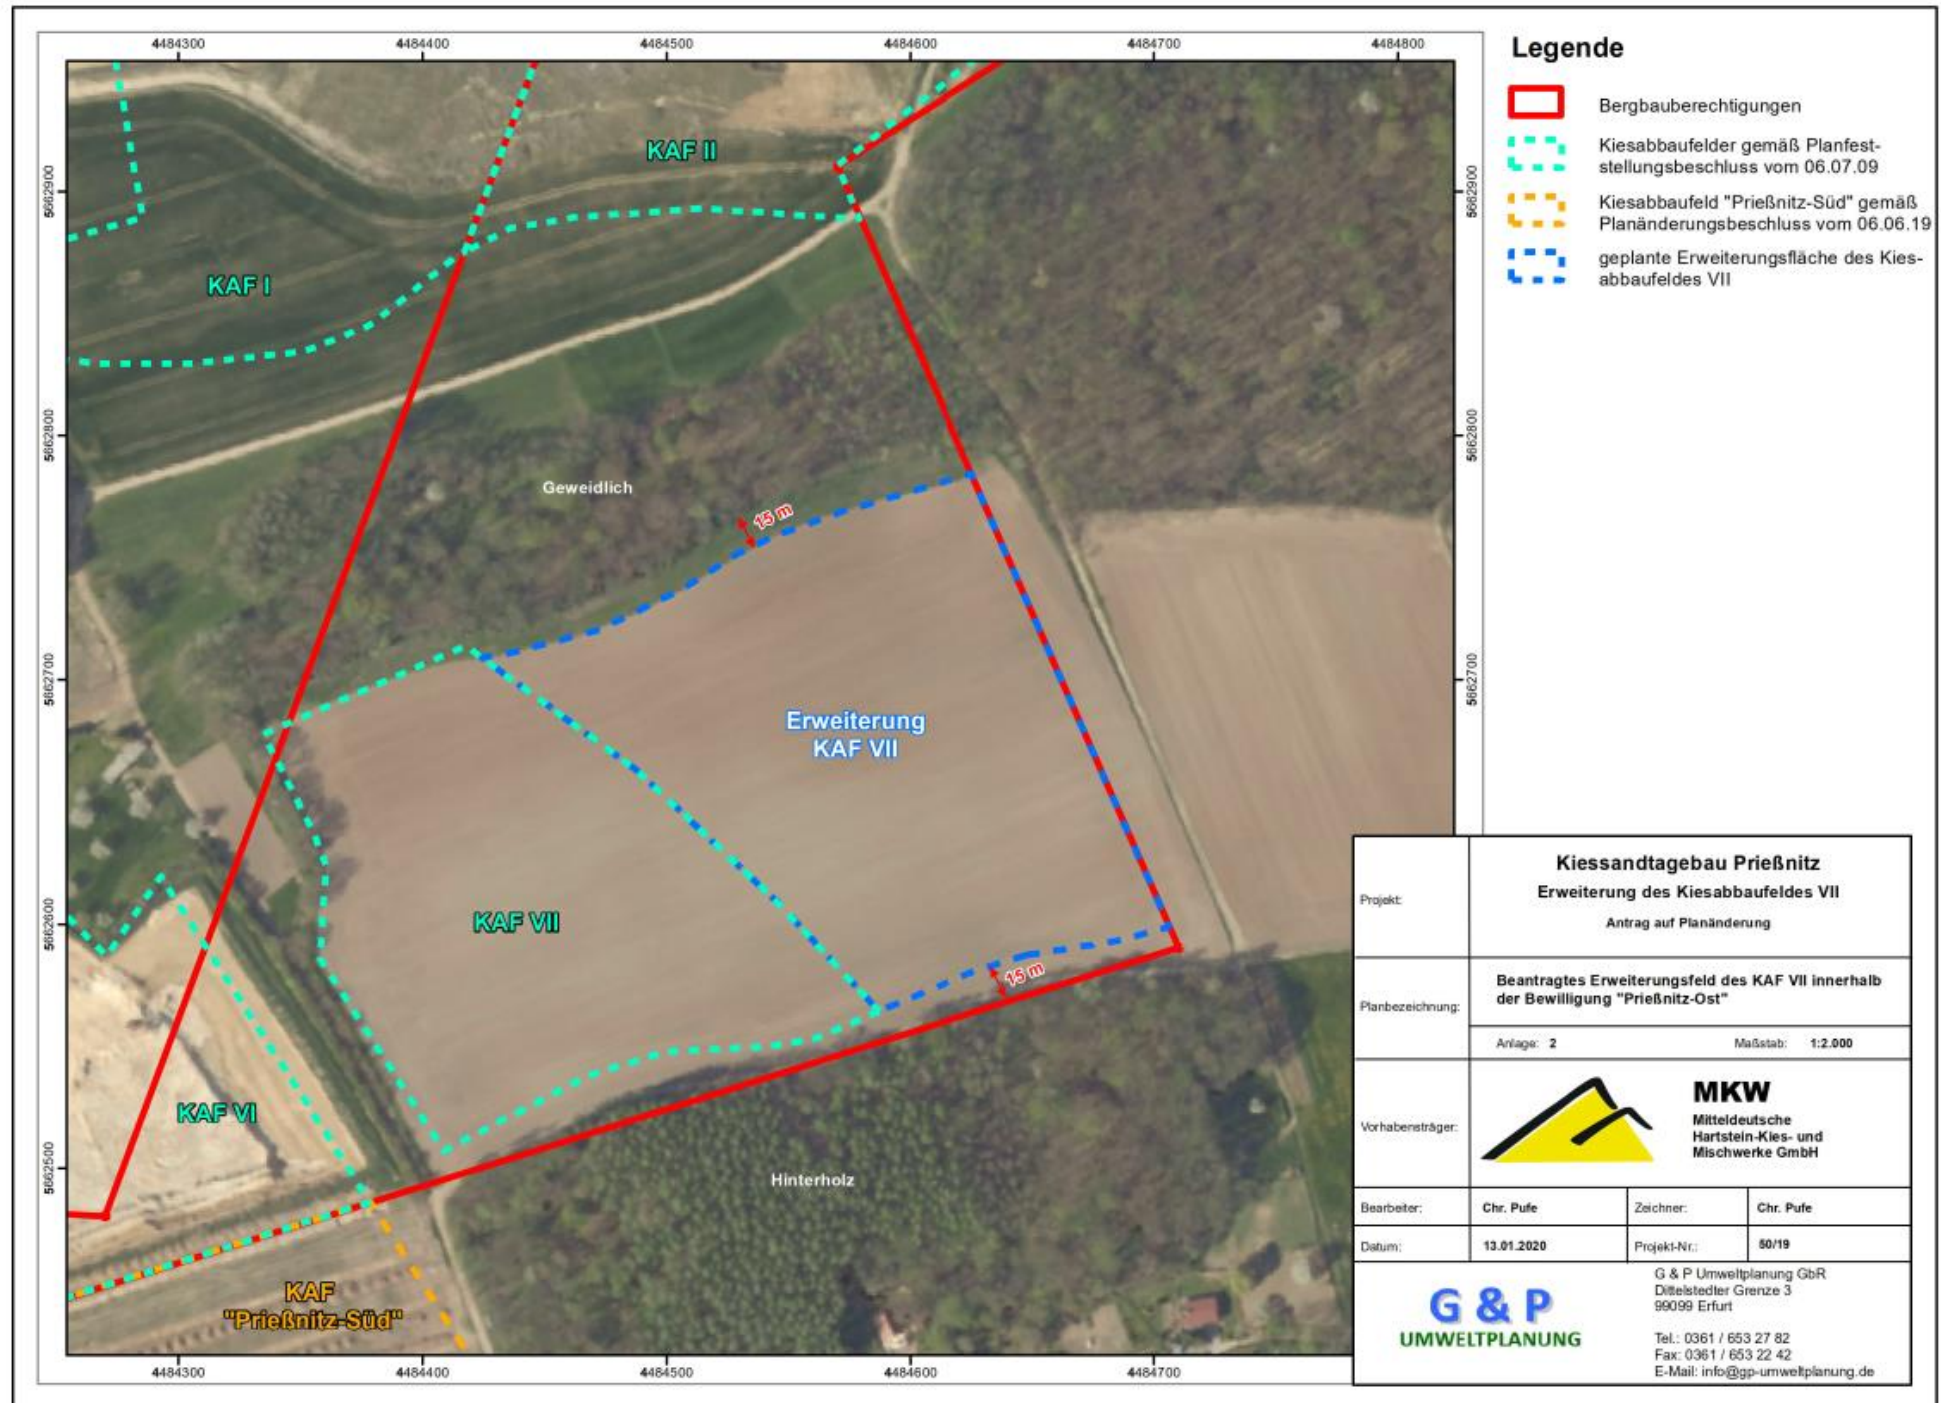 4484300 4484400 4484500 4484600 4484700 4484800
5662900
5662800
5662700
5662600
5662500
5662900
5662800
5662700
KAF II
KAF I
Geweidlich
15 m
Erweiterung
KAF VII
KAF VII
15 m
KAF VI
Hinterholz
KAF
"Prießnitz-Süd"
4484300 4484400 4484500 4484600 4484700
Legende
Bergbauberechtigungen
Kiesabbaufelder gemäß Planfest-
stellungsbeschluss vom 06.07.09
Kiesabbaufeld "Prießnitz-Süd" gemäß
Planänderungsbeschluss vom 06.06.19
geplante Erweiterungsfläche des Kies-
abbaufeldes VII
Projekt:
Kiessandtagebau Prießnitz
Erweiterung des Kiesabbaufeldes VII
Antrag auf Planänderung
Planbezeichnung:
Beantragtes Erweiterungsfeld des KAF VII innerhalb
der Bewilligung "Prießnitz-Ost"
Anlage: 2 Maßstab: 1:2.000
Vorhabensträger:
MKW
Mitteldeutsche
Hartstein-Kies- und
Mischwerke GmbH
Bearbeiter: Chr. Pufe Zeichner: Chr. Pufe
Datum: 13.01.2020 Projekt-Nr.: 50/19
G & P
UMWELTPLANUNG
G & P Umweltplanung GbR
Dittelstedter Grenze 3
99099 Erfurt
Tel.: 0361 / 653 27 82
Fax: 0361 / 653 22 42
E-Mail: info@gp-umweltplanung.de